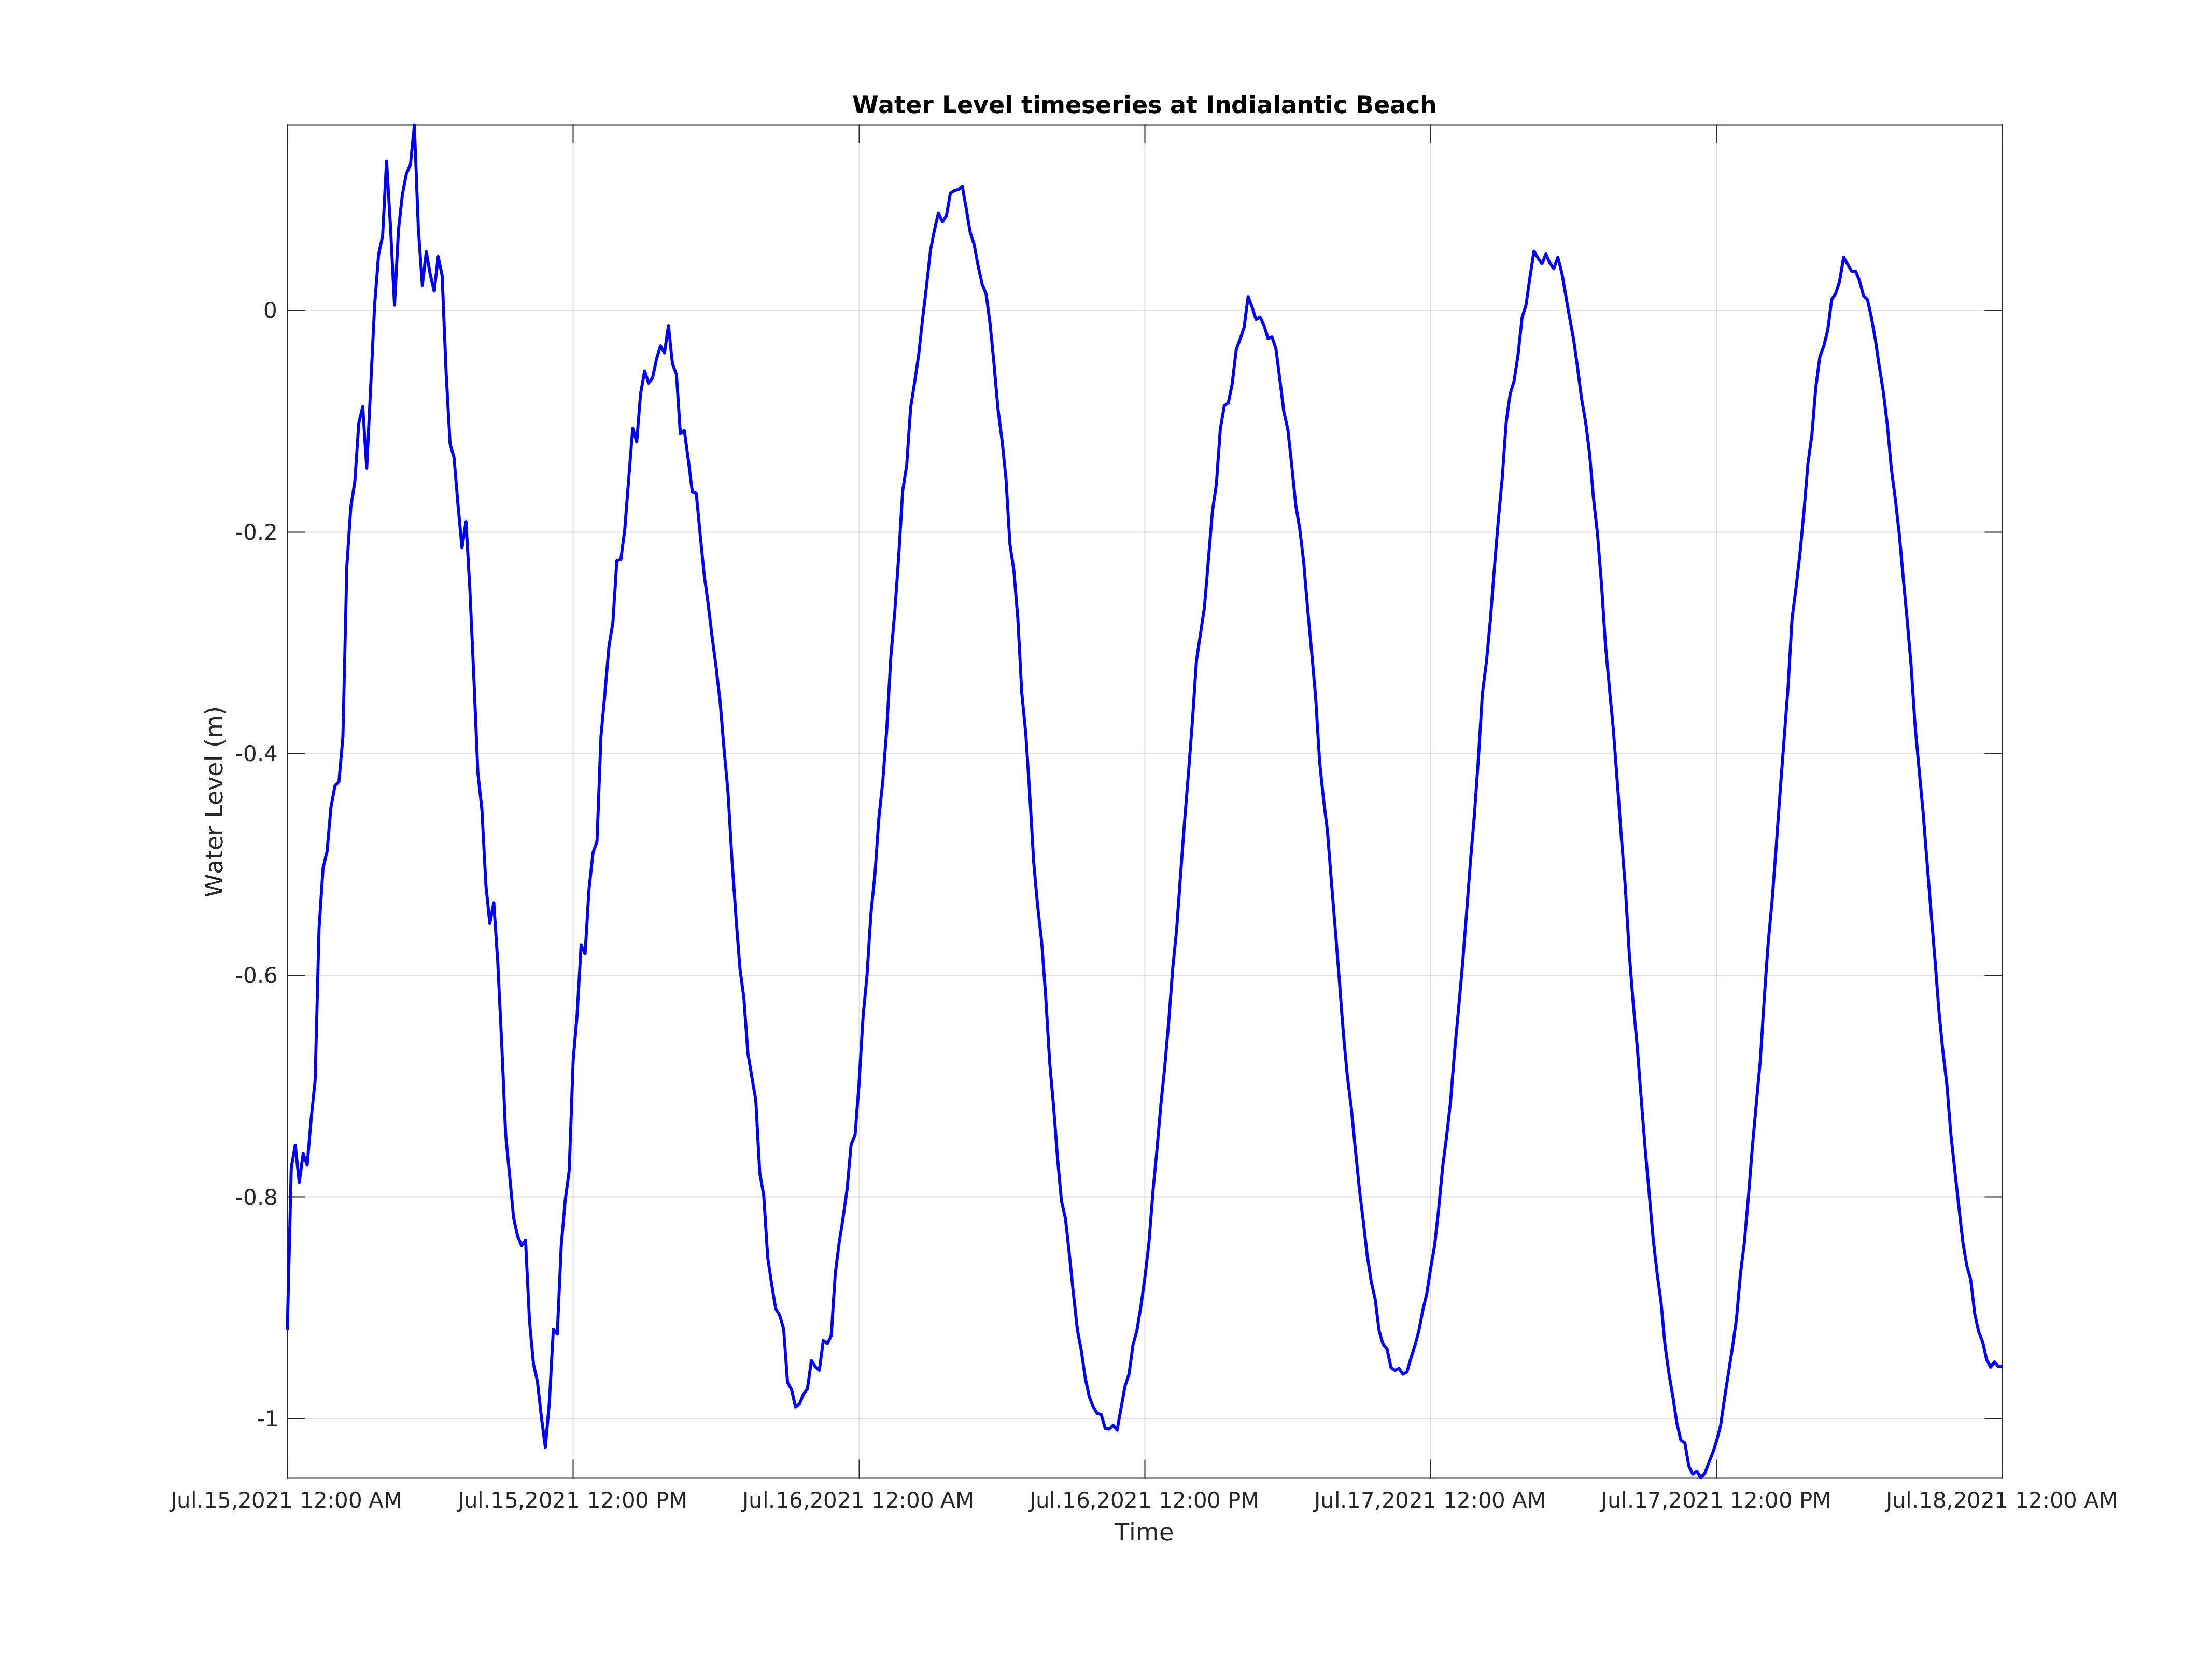 Water Level timeseries at Indialantic Beach
Water Level (m)
0
-0.2
-0.4
-0.6
-0.8
-1
Jul.15,2021 12:00 AM
Jul.15,2021 12:00 PM
Jul.16,2021 12:00 AM
Jul.16,2021 12:00 PM
Jul.17,2021 12:00 AM
Jul.17,2021 12:00 PM
Jul.18,2021 12:00 AM
Time